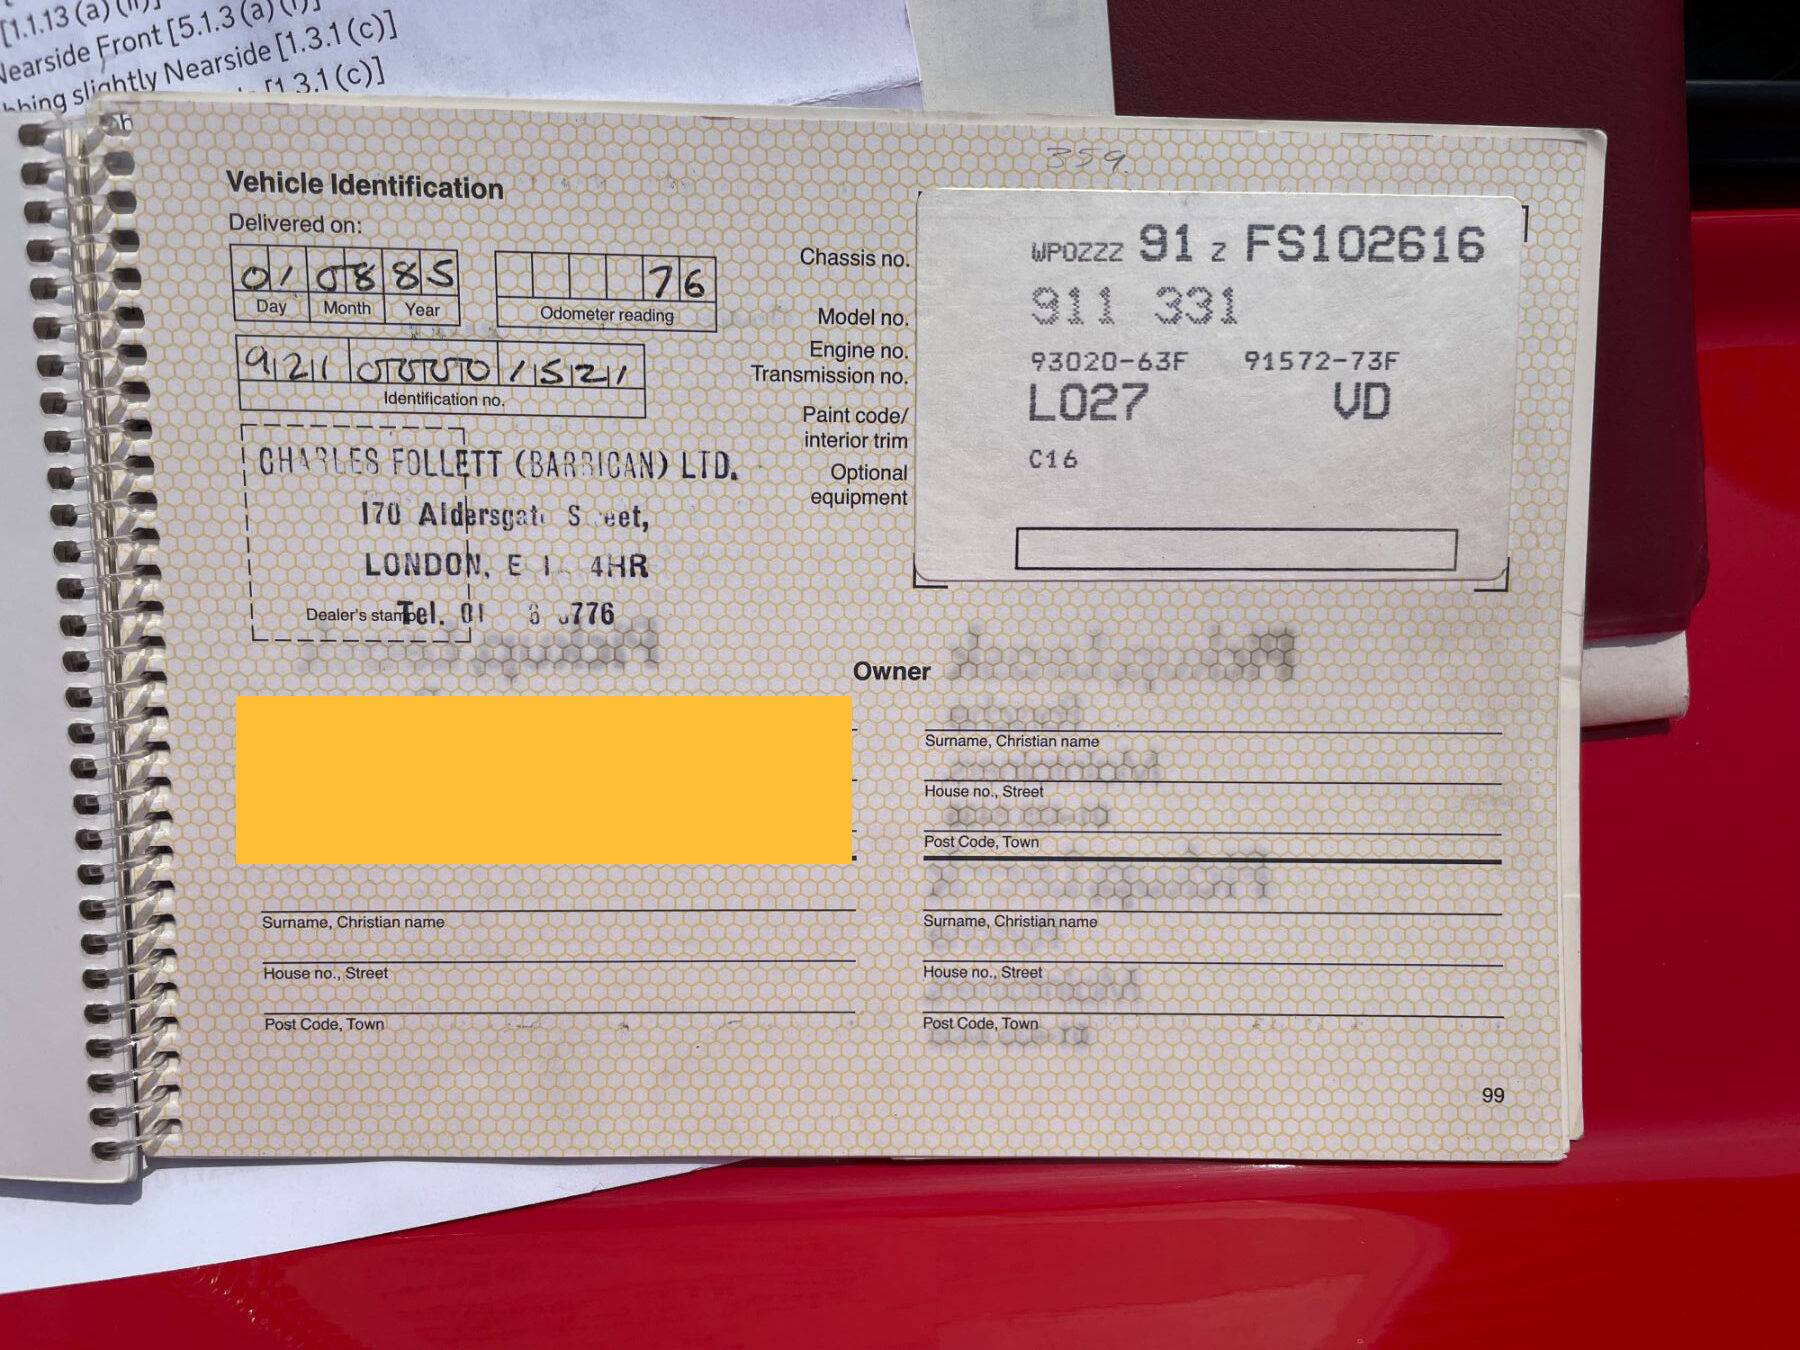 [1.1.13 (a) (ii)]
Nearside Front [5.1.3 (a) (i)]
slightly Nearside [1.3.1 (c)]
[1.3.1 (c)]
359.
Vehicle Identification
Delivered on:
01 08 85
Day Month Year
76
Odometer reading
921 0000 1521
Identification no.
CHARLES FOLLETT (BARBICAN) LTD.
170 Aldersgate Street,
LONDON, E 4HR
Dealer's stamp
Tel. 01 776
Chassis no. WPOZZZ 91 Z FS102616
Model no. 911 331
Engine no. 93020-63F 91572-73F
Transmission no.
Paint code/ L027 VD
interior trim
Optional C16
equipment
Owner
Surname, Christian name
House no., Street
Post Code, Town
Surname, Christian name
House no., Street
Post Code, Town
Surname, Christian name
House no., Street
Post Code, Town
99